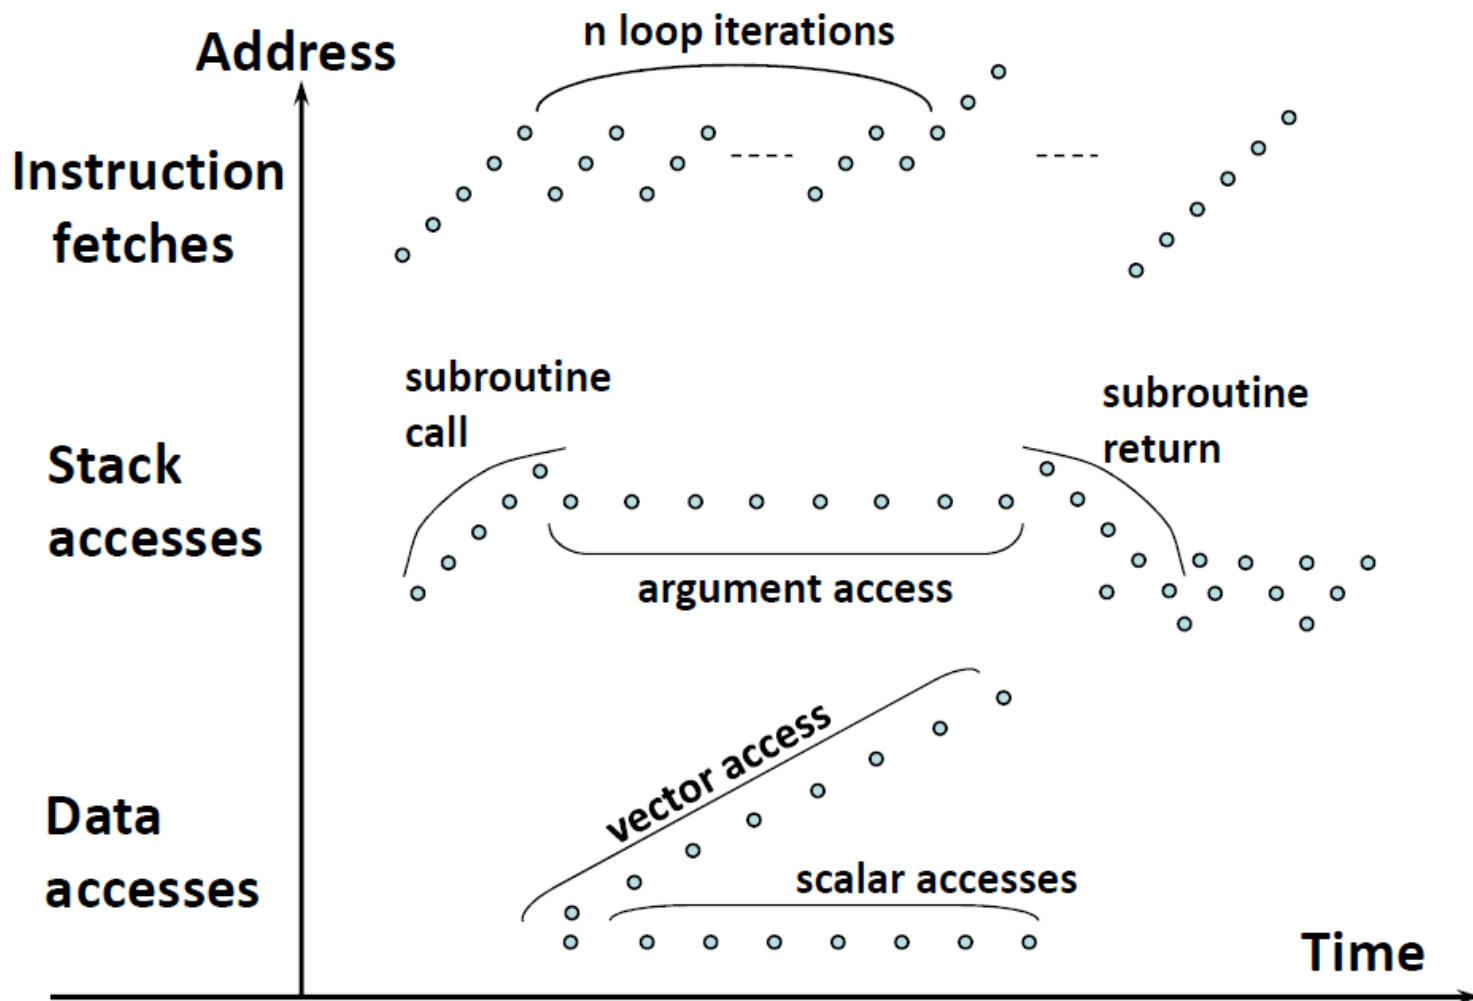 Address
n loop iterations
Instruction
fetches
subroutine
call
subroutine
return
Stack
accesses
argument access
vector access
Data
accesses
scalar accesses
Time